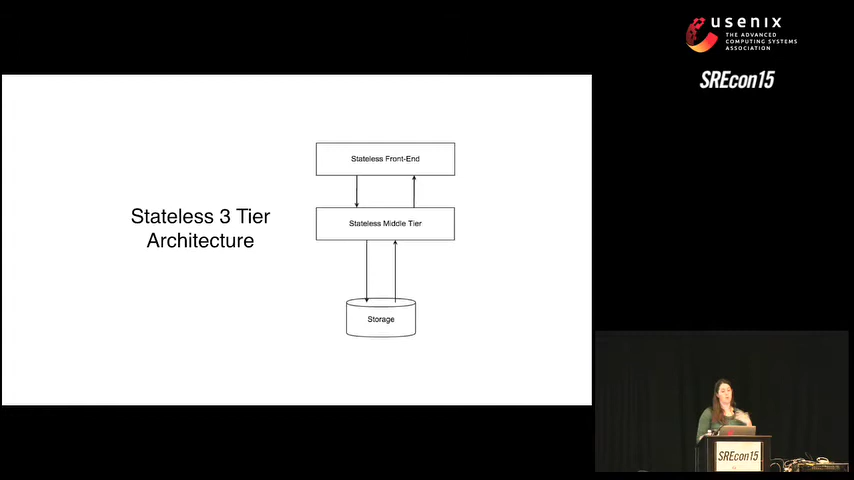 usenix
THE ADVANCED
COMPUTING SYSTEMS
ASSOCIATION
SREcon15
Stateless Front-End
Stateless 3 Tier
Architecture
Stateless Middle Tier
Storage
SREcon15